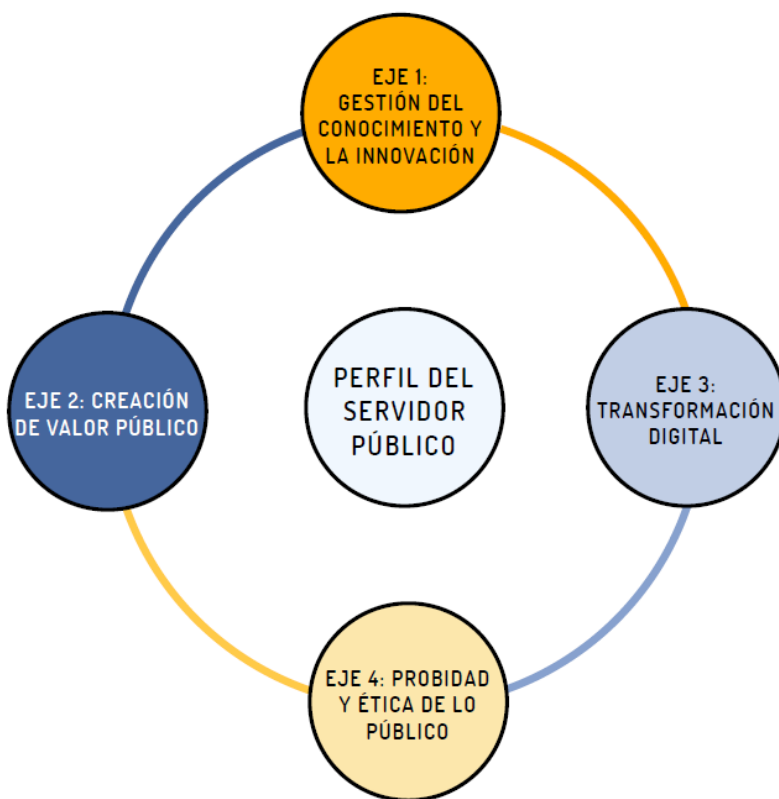 EJE 1:
GESTIÓN DEL
CONOCIMIENTO Y
LA INNOVACIÓN
EJE 2: CREACIÓN
DE VALOR PÚBLICO
PERFIL DEL
SERVIDOR
PÚBLICO
EJE 3:
TRANSFORMACIÓN
DIGITAL
EJE 4: PROBIDAD
Y ÉTICA DE LO
PÚBLICO